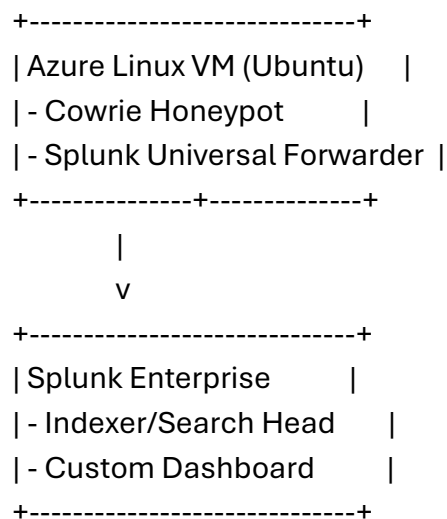 +------------------------------+
| Azure Linux VM (Ubuntu) |
| - Cowrie Honeypot |
| - Splunk Universal Forwarder |
+---------------+--------------+
|
v
+------------------------------+
| Splunk Enterprise |
| - Indexer/Search Head |
| - Custom Dashboard |
+------------------------------+